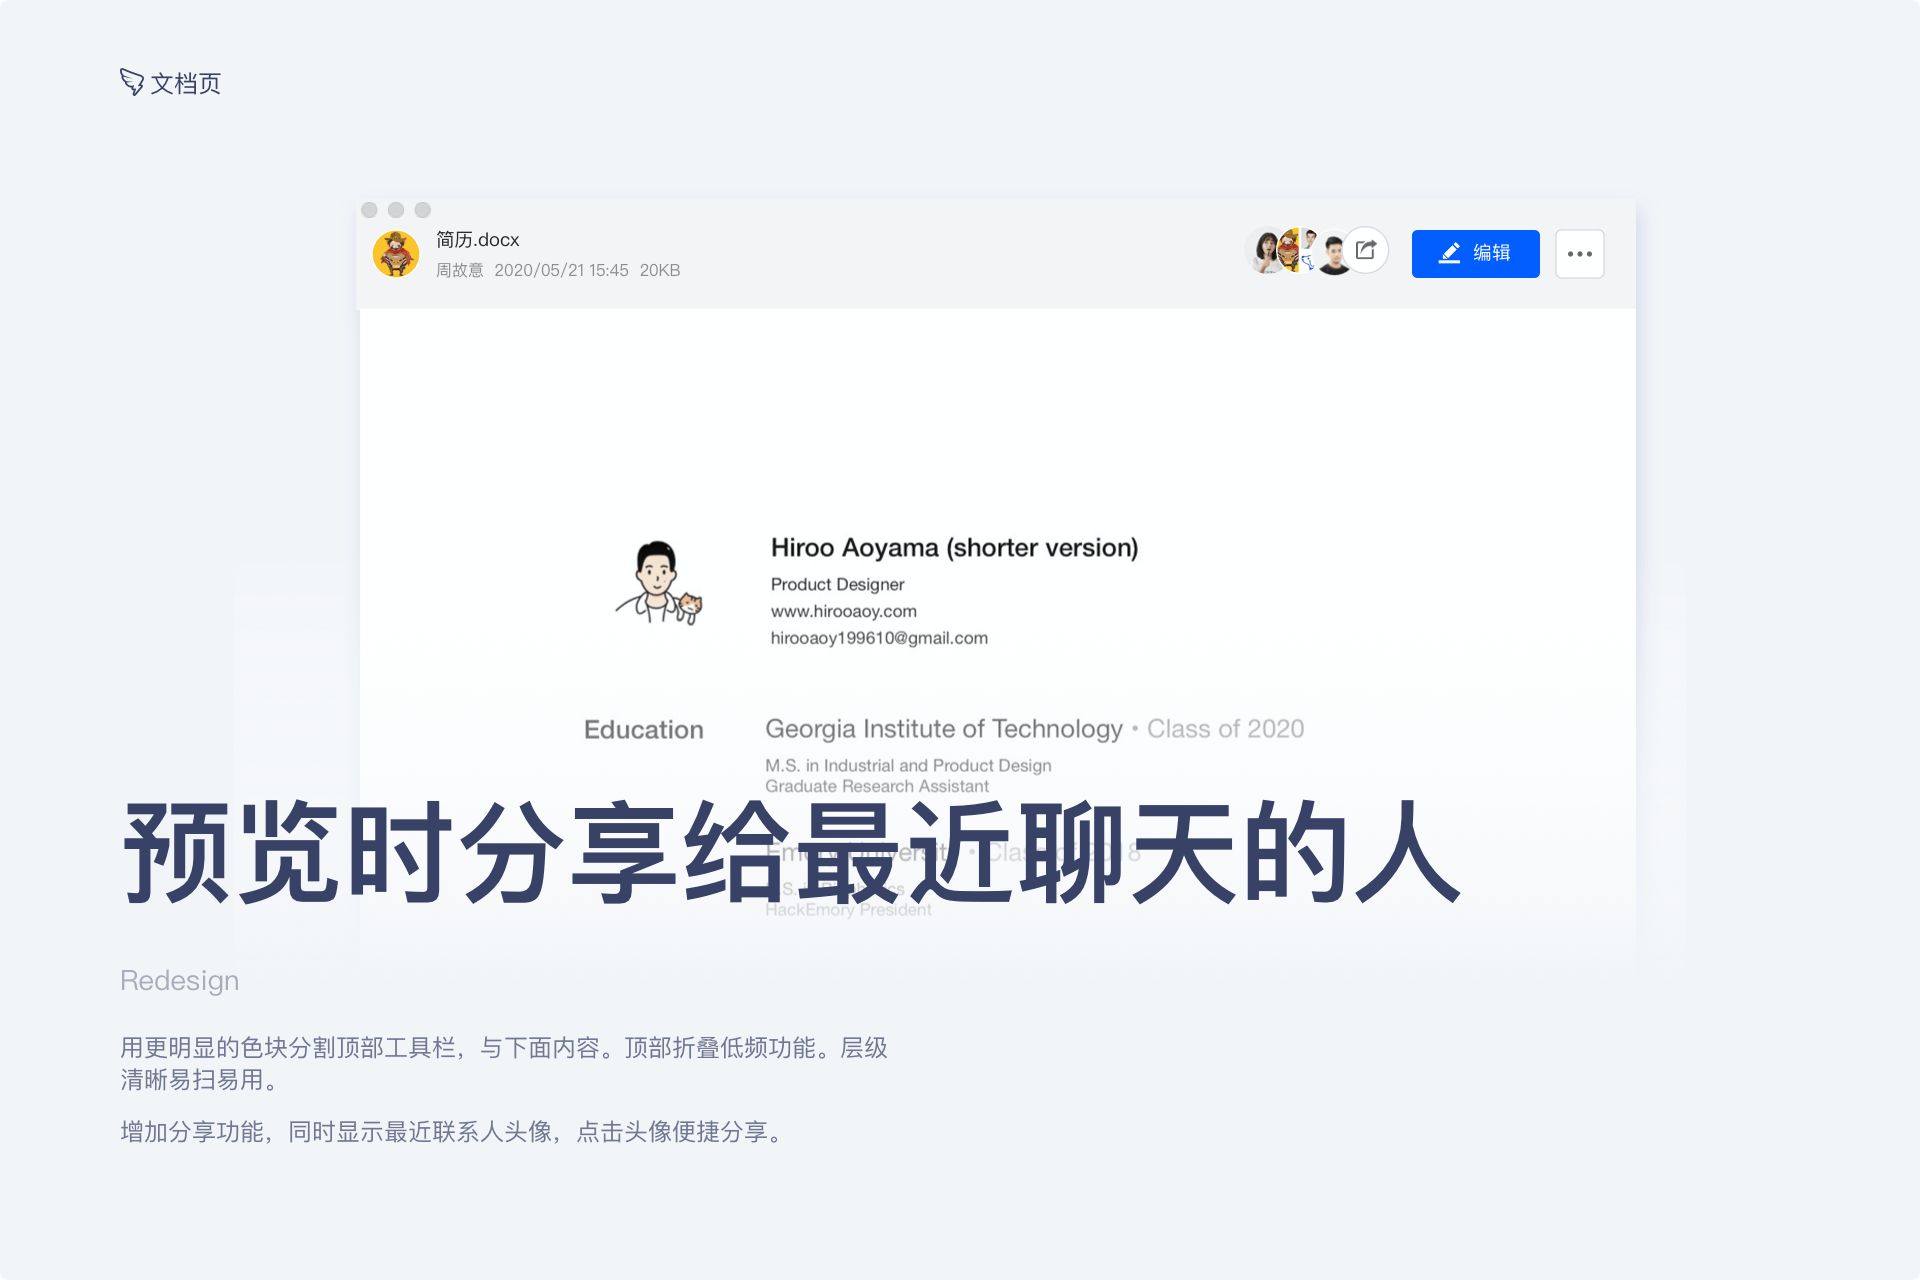 文档页
简历.docx
周故意 2020/05/21 15:45 20KB
编辑
Hiroo Aoyama (shorter version)
Product Designer
www.hirooaoy.com
hirooaoy199610@gmail.com
Education
Georgia Institute of Technology • Class of 2020
M.S. in Industrial and Product Design
Graduate Research Assistant
预览时分享给最近聊天的人
Emory University • Class of 2018
HackEmory President
Redesign
用更明显的色块分割顶部工具栏，与下面内容。顶部折叠低频功能。层级
清晰易扫易用。
增加分享功能，同时显示最近联系人头像，点击头像便捷分享。